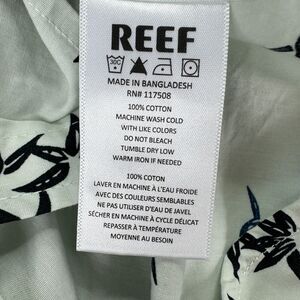 REEF
30C
MADE IN BANGLADESH
RN# 117508
100% COTTON
MACHINE WASH COLD
WITH LIKE COLORS
DO NOT BLEACH
TUMBLE DRY LOW
WARM IRON IF NEEDED
100% COTON
LAVER EN MACHINE À L'EAU FROIDE
AVEC DES COULEURS SEMBLABLES
NE PAS UTILISER D'EAU DE JAVEL
SÉCHER EN MACHINE À CYCLE DÉLICAT
REPASSER À TEMPÉRATURE
MOYENNE AU BESOIN